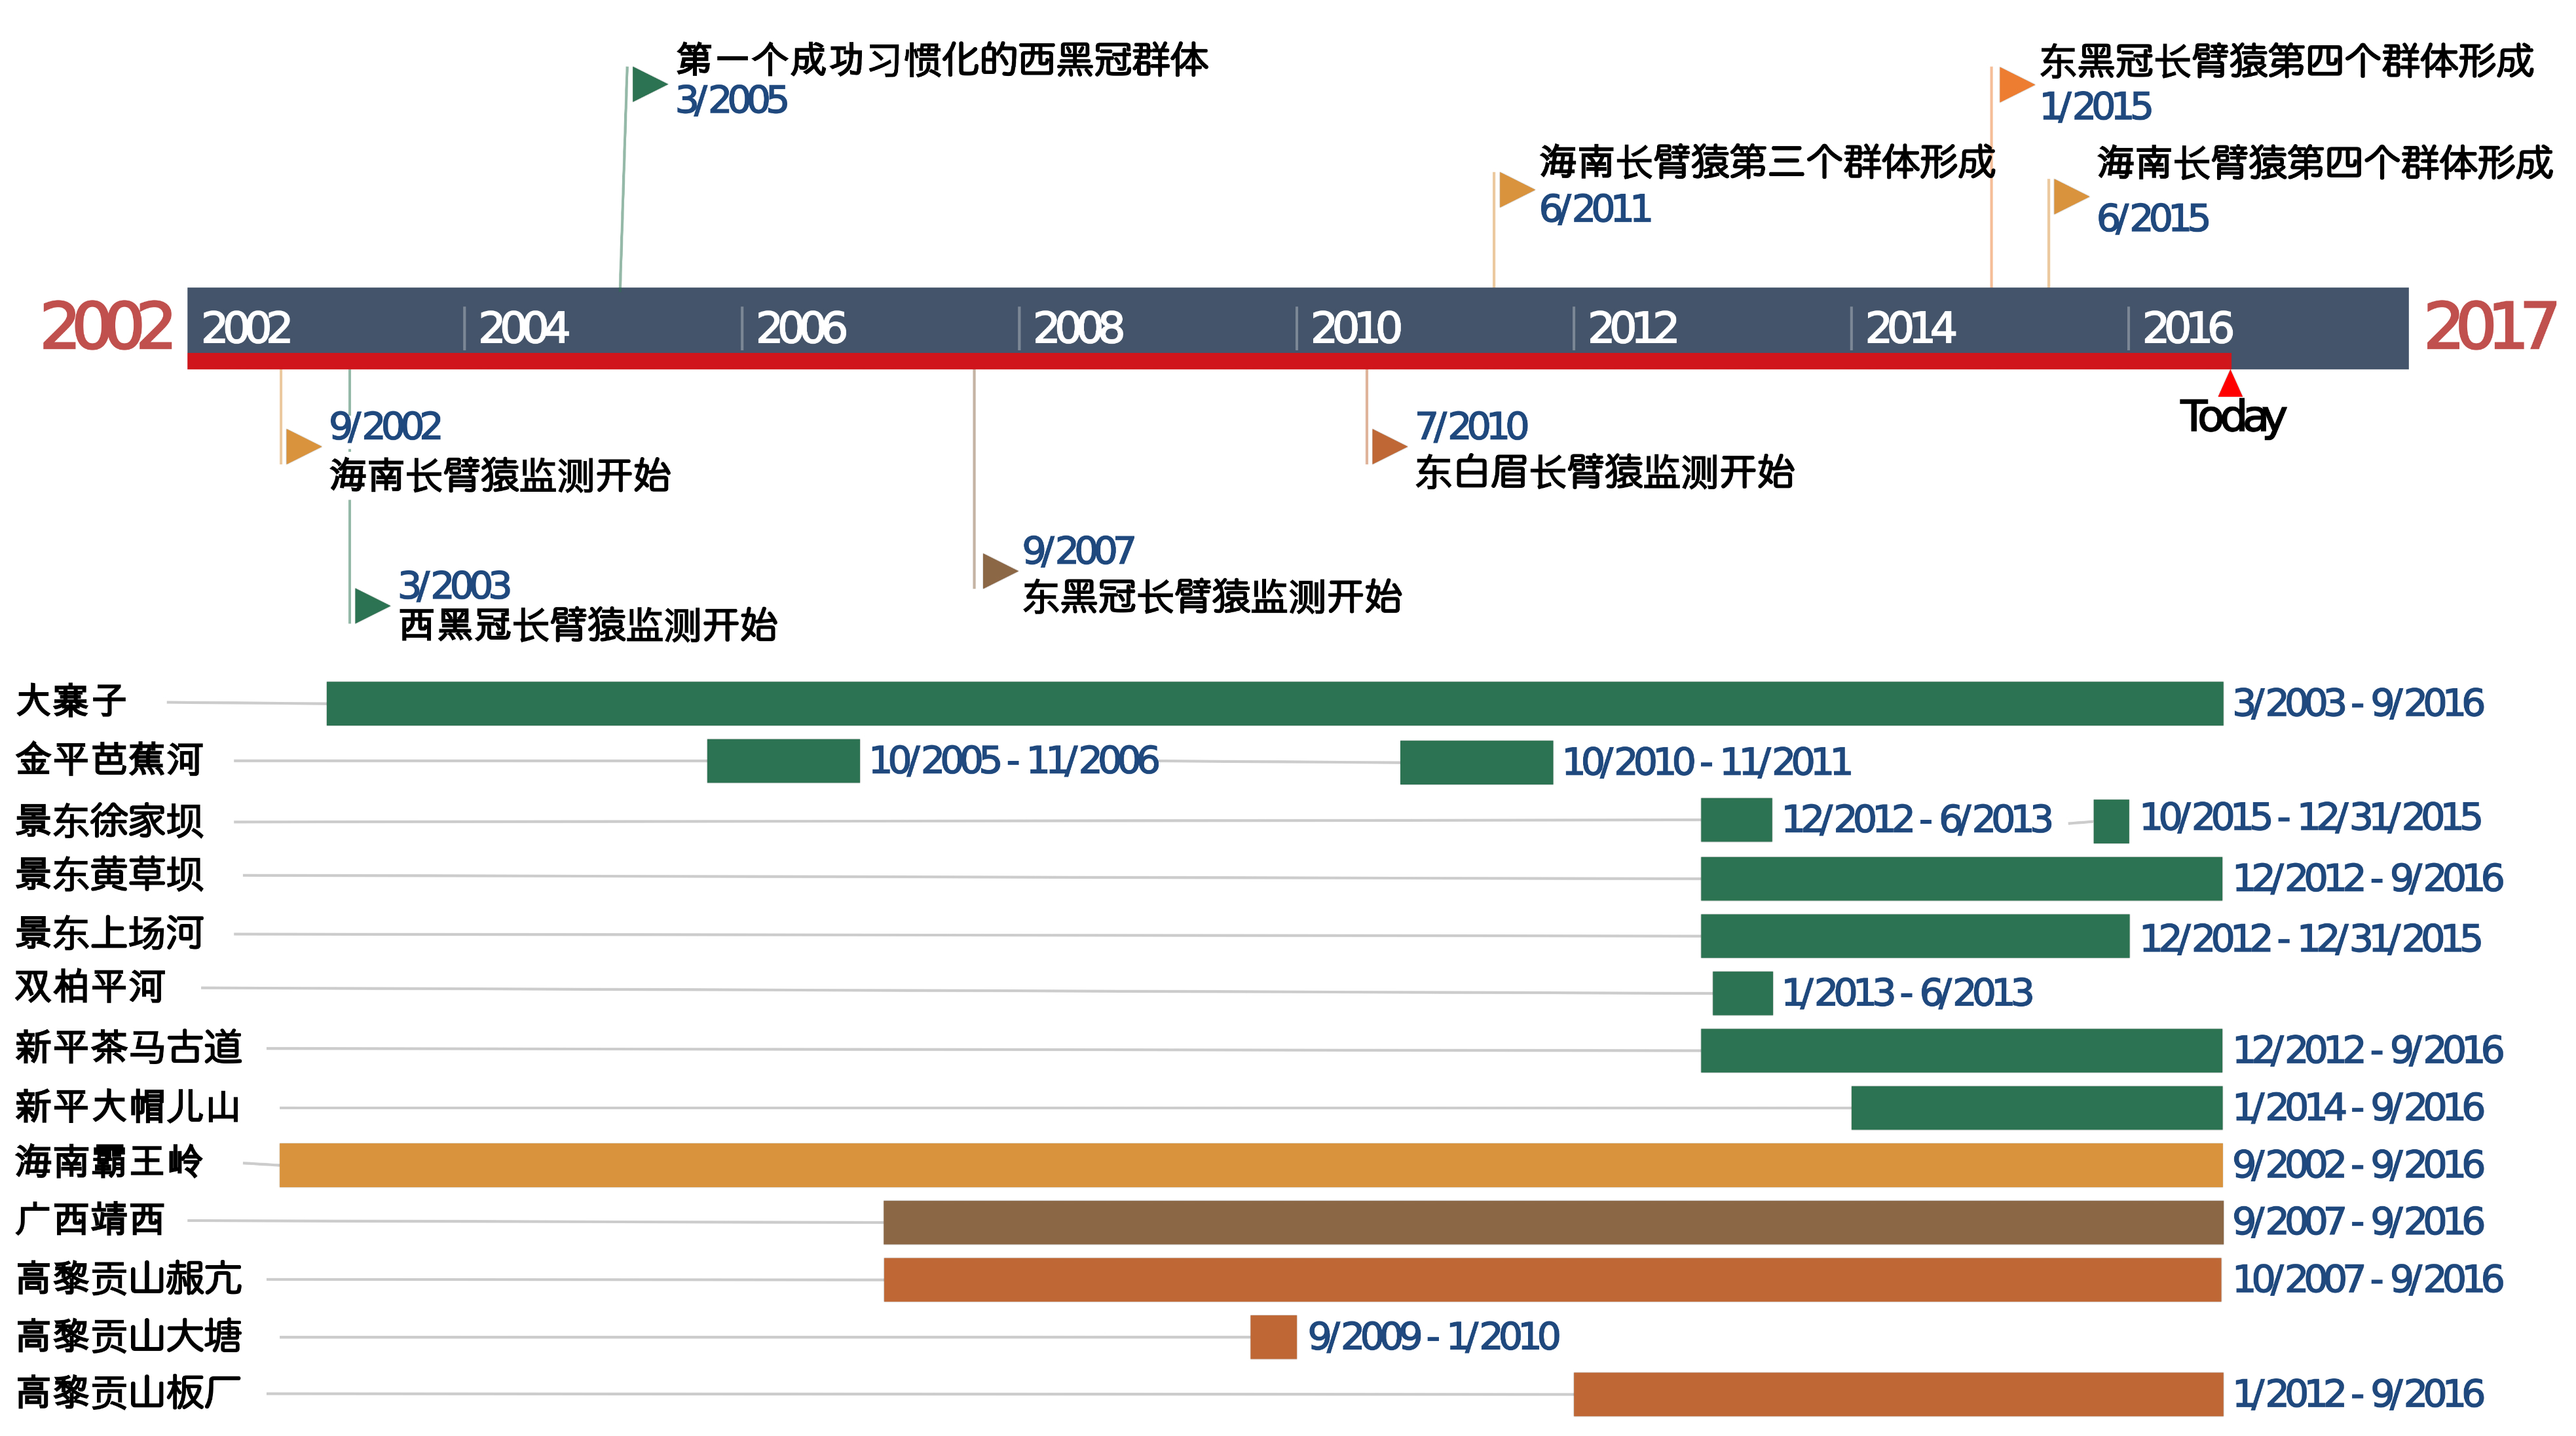 第一个成功习惯化的西黑冠群体
3/2005
东黑冠长臂猿第四个群体形成
1/2015
海南长臂猿第三个群体形成
6/2011
海南长臂猿第四个群体形成
6/2015
2002
2002
2004
2006
2008
2010
2012
2014
2016
2017
Today
9/2002
海南长臂猿监测开始
7/2010
东白眉长臂猿监测开始
9/2007
东黑冠长臂猿监测开始
3/2003
西黑冠长臂猿监测开始
大寨子
3/2003 - 9/2016
金平芭蕉河
10/2005 - 11/2006
10/2010 - 11/2011
景东徐家坝
12/2012 - 6/2013
10/2015 - 12/31/2015
景东黄草坝
12/2012 - 9/2016
景东上场河
12/2012 - 12/31/2015
双柏平河
1/2013 - 6/2013
新平茶马古道
12/2012 - 9/2016
新平大帽儿山
1/2014 - 9/2016
海南霸王岭
9/2002 - 9/2016
广西靖西
9/2007 - 9/2016
高黎贡山赧亢
10/2007 - 9/2016
高黎贡山大塘
9/2009 - 1/2010
高黎贡山板厂
1/2012 - 9/2016